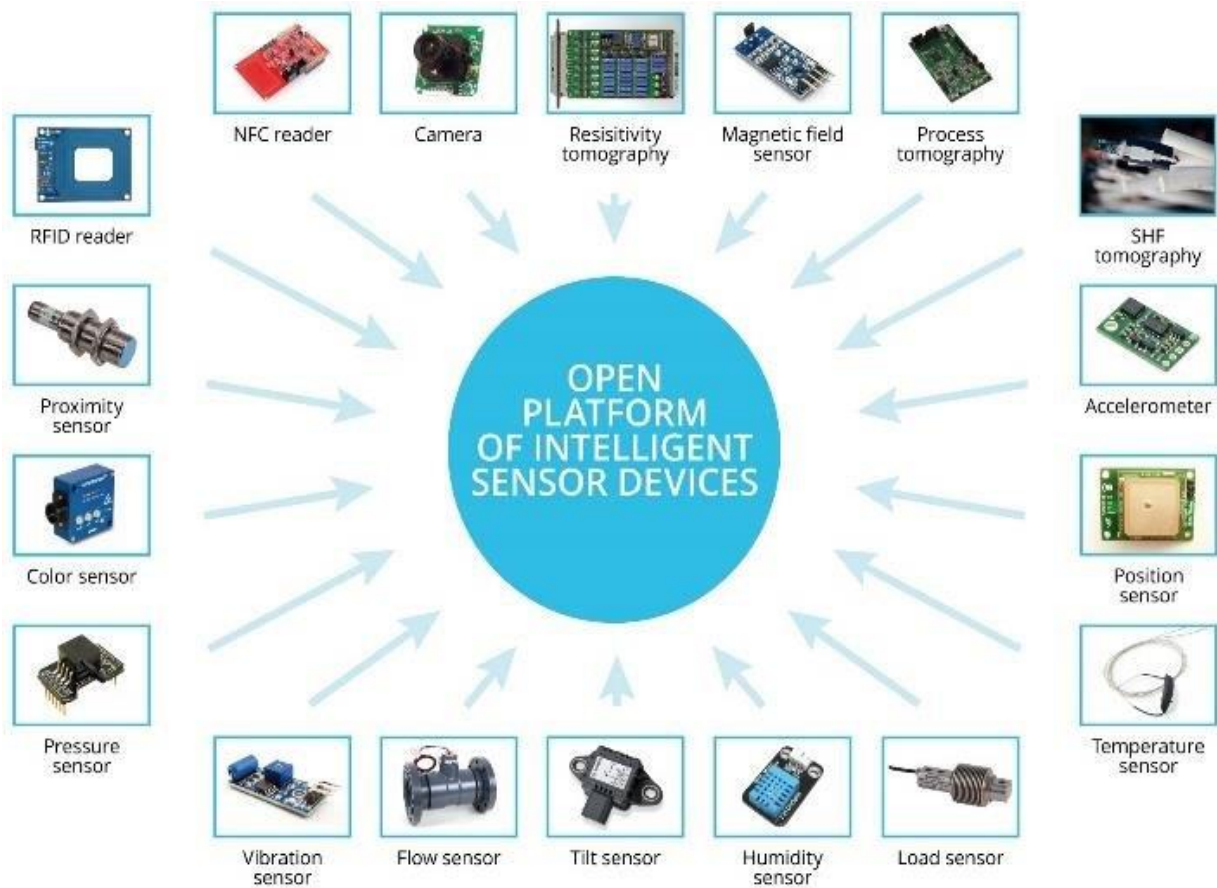 NFC reader
Camera
Resisitivity
tomography
Magnetic field
sensor
Process
tomography
RFID reader
SHF
tomography
Proximity
sensor
Accelerometer
OPEN
PLATFORM
OF INTELLIGENT
SENSOR DEVICES
Color sensor
Position
sensor
Pressure
sensor
Temperature
sensor
Vibration
sensor
Flow sensor
Tilt sensor
Humidity
sensor
Load sensor